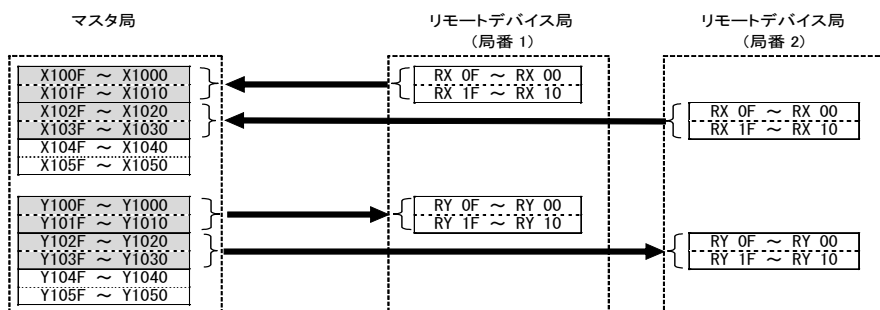 マスタ局
リモートデバイス局
(局番 1)
リモートデバイス局
(局番 2)
X100F ～ X1000
X101F ～ X1010
X102F ～ X1020
X103F ～ X1030
X104F ～ X1040
X105F ～ X1050
RX 0F ～ RX 00
RX 1F ～ RX 10
RX 0F ～ RX 00
RX 1F ～ RX 10
Y100F ～ Y1000
Y101F ～ Y1010
Y102F ～ Y1020
Y103F ～ Y1030
Y104F ～ Y1040
Y105F ～ Y1050
RY 0F ～ RY 00
RY 1F ～ RY 10
RY 0F ～ RY 00
RY 1F ～ RY 10